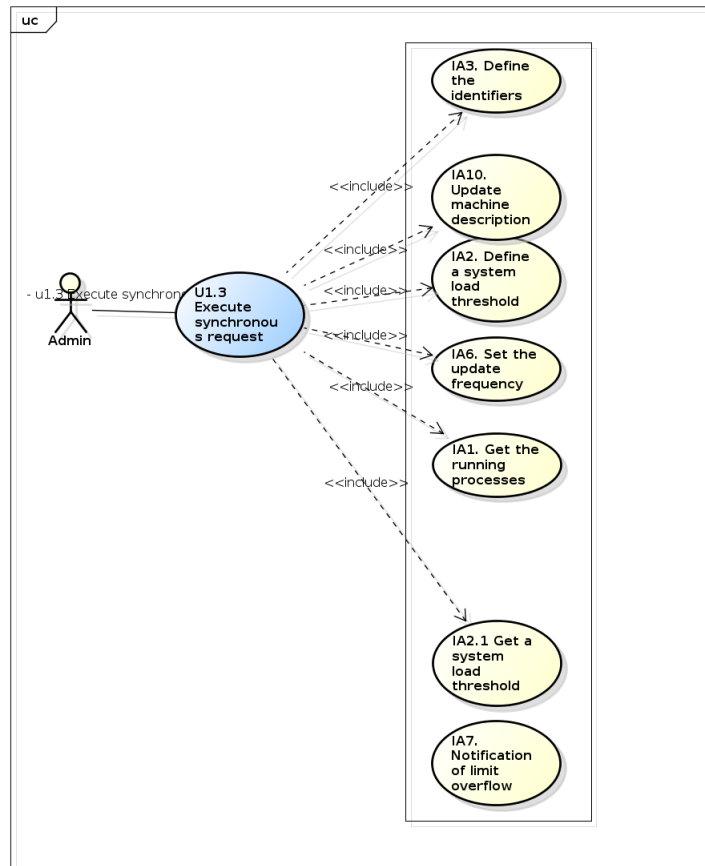 uc
IA3. Define
the
identifiers
<<include>>
IA10.
Update
machine
description
<<include>>
IA2. Define
a system
load
threshold
<<include>>
- u1.3 Execute synchrono
U1.3
Execute
synchronou
s request
Admin
<<include>>
IA6. Set the
update
frequency
<<include>>
IA1. Get the
running
processes
<<include>>
IA2.1 Get a
system
load
threshold
IA7.
Notification
of limit
overflow